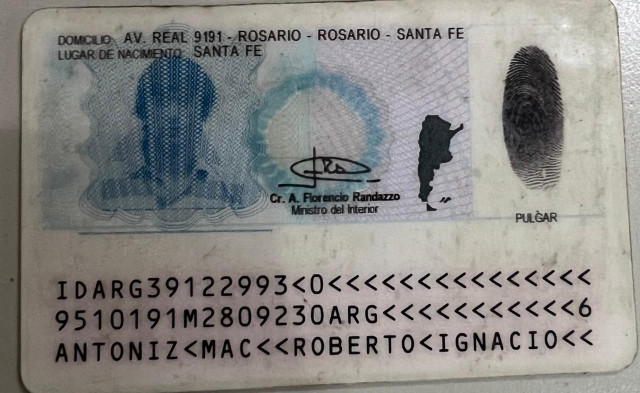 DOMICILIO: AV. REAL 9191 - ROSARIO - ROSARIO - SANTA FE
LUGAR DE NACIMIENTO: SANTA FE
Cr. A. Florencio Randazzo
Ministro del Interior
PULGAR
IDARG39122993<0<<<<<<<<<<<<<<<
9510191M2809230ARG<<<<<<<<<<<6
ANTONIZ<MAC<<ROBERTO<IGNACIO<<